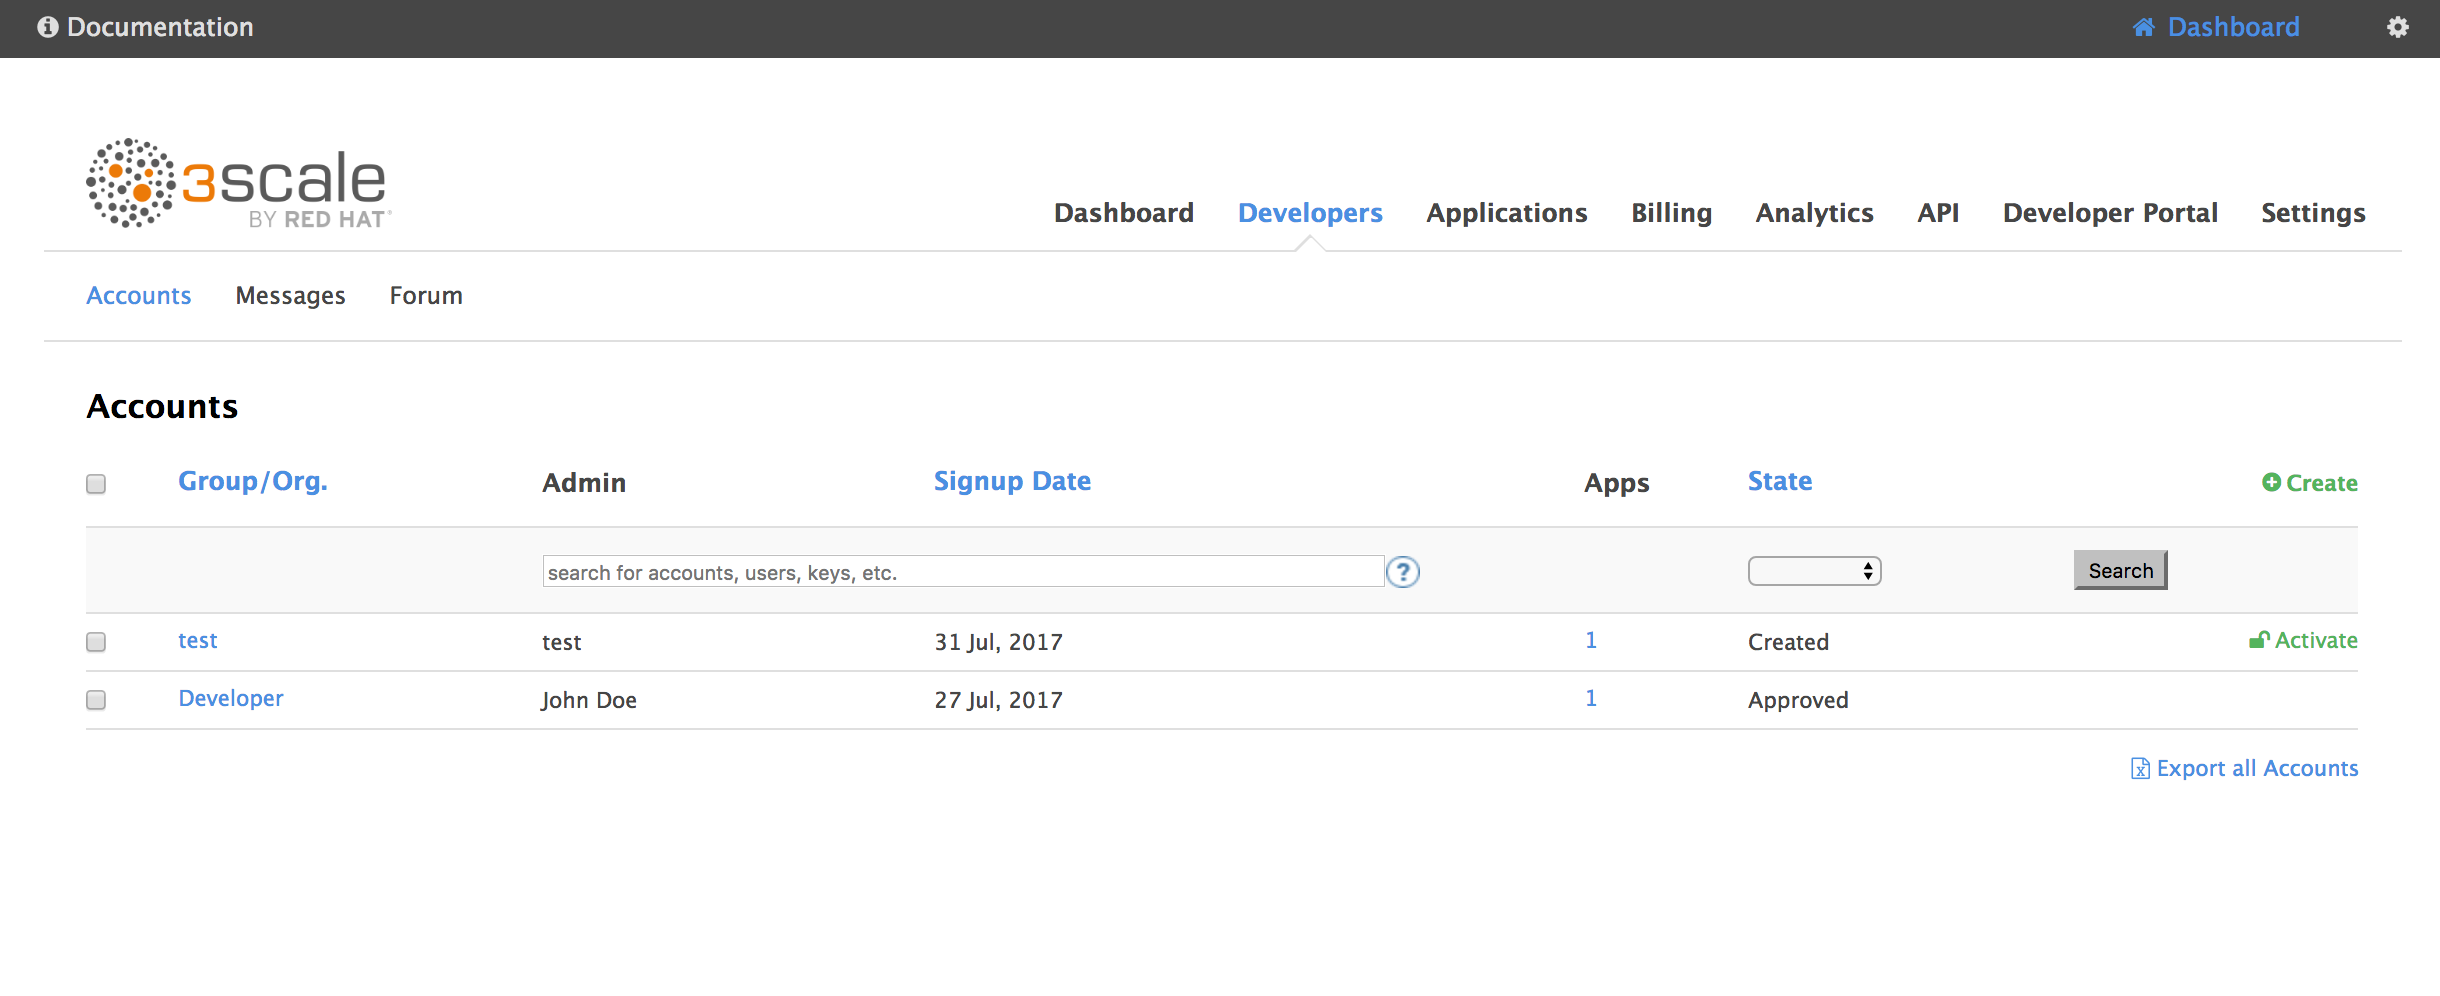 Documentation Dashboard
3scale
BY RED HAT®
Dashboard Developers Applications Billing Analytics API Developer Portal Settings
Accounts Messages Forum
Accounts
Group/Org. Admin Signup Date Apps State Create
search for accounts, users, keys, etc. ? Search
test test 31 Jul, 2017 1 Created Activate
Developer John Doe 27 Jul, 2017 1 Approved
Export all Accounts